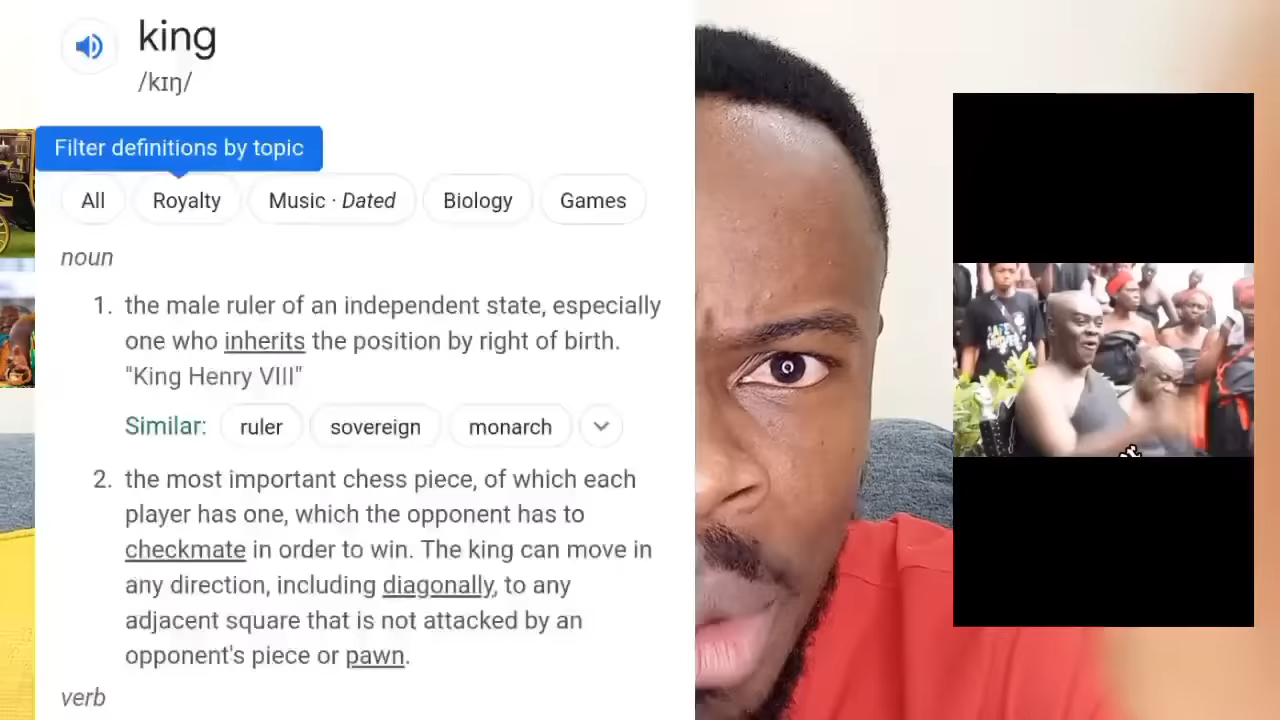 king
/kɪŋ/
Filter definitions by topic
All
Royalty
Music · Dated
Biology
Games
noun
1. the male ruler of an independent state, especially
one who inherits the position by right of birth.
"King Henry VIII"
Similar: ruler sovereign monarch
2. the most important chess piece, of which each
player has one, which the opponent has to
checkmate in order to win. The king can move in
any direction, including diagonally, to any
adjacent square that is not attacked by an
opponent's piece or pawn.
verb